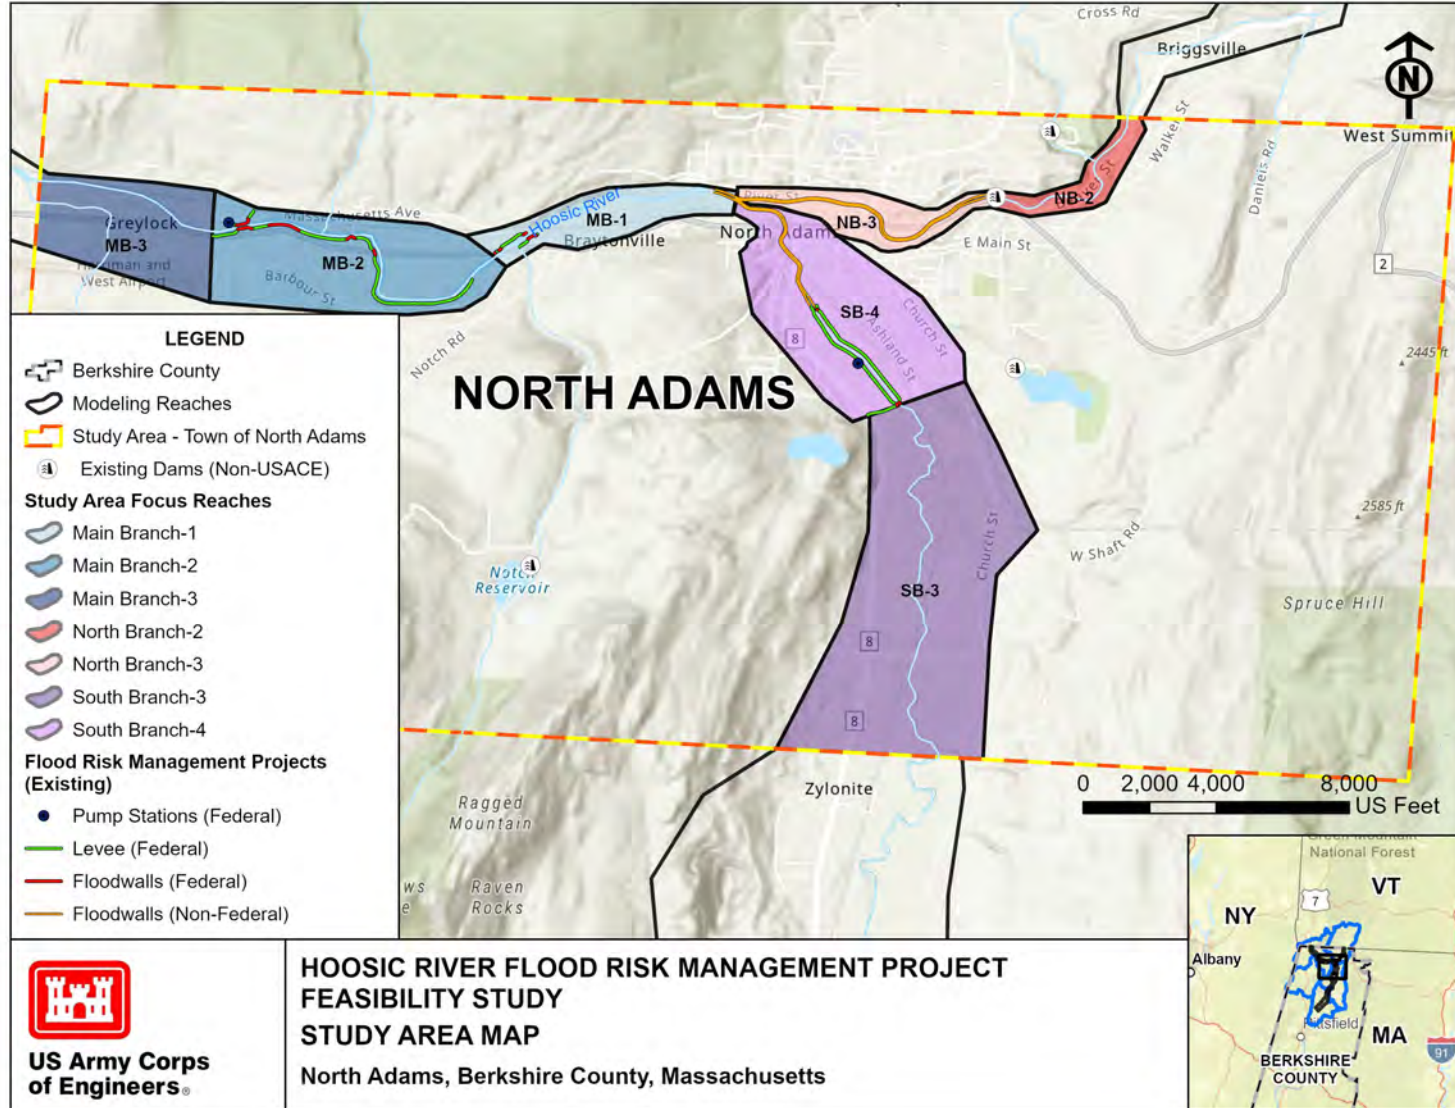 Cross Rd
Briggsville
N
Walker St
West Summit
Daniels Rd
Massachusetts Ave
Greylock
MB-3
Harriman and
West Airport
MB-2
Barbour St
Hoosic River
MB-1
Braytonville
River St
North Adams
NB-3
NB-2
River St
E Main St
2
Notch Rd
8
SB-4
Church St
Ashland St
2445 ft
NORTH ADAMS
2585 ft
W Shaft Rd
Church St
Notch
Reservoir
SB-3
Spruce Hill
8
8
Zylonite
Ragged
Mountain
Raven
Rocks
ws
e
LEGEND
Berkshire County
Modeling Reaches
Study Area - Town of North Adams
Existing Dams (Non-USACE)
Study Area Focus Reaches
Main Branch-1
Main Branch-2
Main Branch-3
North Branch-2
North Branch-3
South Branch-3
South Branch-4
Flood Risk Management Projects
(Existing)
Pump Stations (Federal)
Levee (Federal)
Floodwalls (Federal)
Floodwalls (Non-Federal)
0 2,000 4,000 8,000
US Feet
Green Mountain
National Forest
VT
7
NY
Albany
Pittsfield
MA
91
BERKSHIRE
COUNTY
US Army Corps
of Engineers®
HOOSIC RIVER FLOOD RISK MANAGEMENT PROJECT
FEASIBILITY STUDY
STUDY AREA MAP
North Adams, Berkshire County, Massachusetts